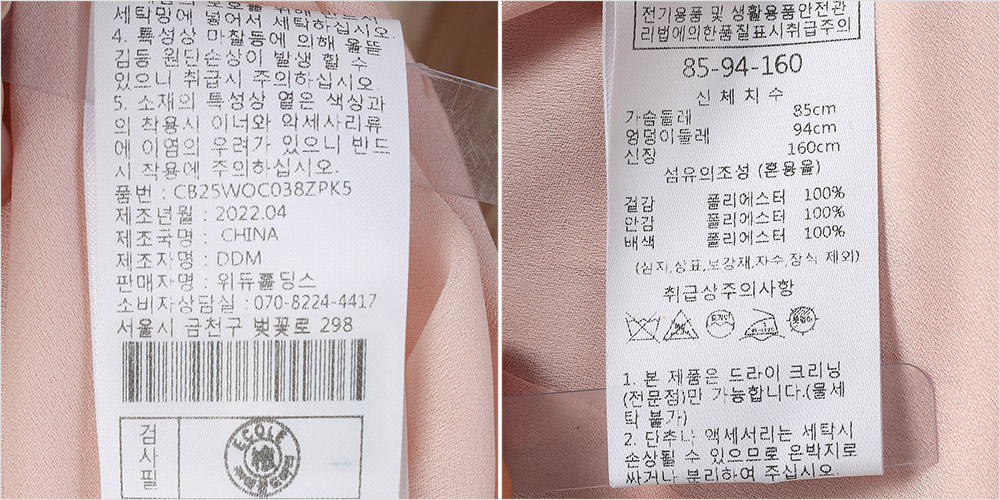 세탁망에 넣어서 세탁하십시오.
4. 특성상 마찰등에 의해 올뜯
김등 원단손상이 발생 할 수
있으니 취급시 주의하십시오.
5. 소재의 특성상 옅은 색상과
의 착용시 이너와 악세사리류
에 이염의 우려가 있으니 반드
시 착용에 주의하십시오.
품번 : CB25WOC038ZPK5
제조년월 : 2022.04
제조국명 : CHINA
제조자명 : DDM
판매자명 : 위듀홀딩스
소비자상담실 : 070-8224-4417
서울시 금천구 벚꽃로 298
검사필
ECOLE
전기용품 및 생활용품안전관
리법에의한품질표시취급주의
85-94-160
신 체 치 수
가슴둘레 85cm
엉덩이둘레 94cm
신장 160cm
섬유의조성 (혼용율)
겉감 폴리에스터 100%
안감 폴리에스터 100%
배색 폴리에스터 100%
(심지,상표,보강재,자수,장식 제외)
취급상주의사항
드라이
1. 본 제품은 드라이 크리닝
(전문점)만 가능합니다.(물세
탁 불가)
2. 단추나 액세서리는 세탁시
손상될 수 있으므로 은박지로
싸거나 분리하여 주십시오.